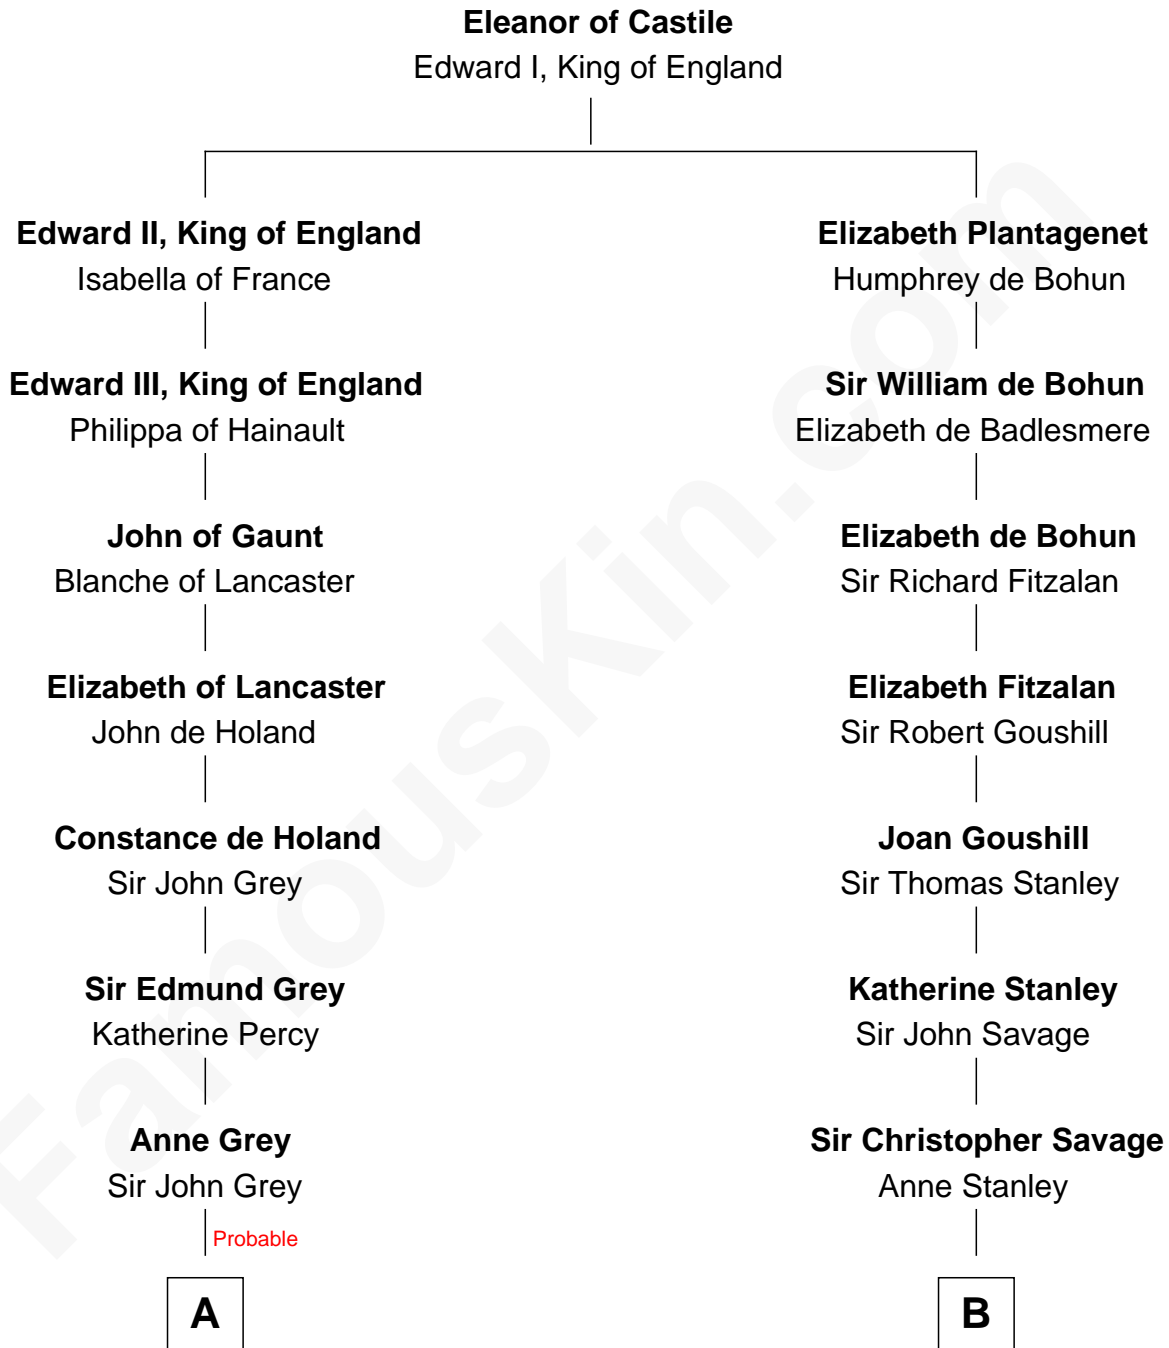 Eleanor of Castile
Edward I, King of England
Edward II, King of England
Isabella of France
Edward III, King of England
Philippa of Hainault
John of Gaunt
Blanche of Lancaster
Elizabeth of Lancaster
John de Holand
Constance de Holand
Sir John Grey
Sir Edmund Grey
Katherine Percy
Anne Grey
Sir John Grey
Probable
A
Elizabeth Plantagenet
Humphrey de Bohun
Sir William de Bohun
Elizabeth de Badlesmere
Elizabeth de Bohun
Sir Richard Fitzalan
Elizabeth Fitzalan
Sir Robert Goushill
Joan Goushill
Sir Thomas Stanley
Katherine Stanley
Sir John Savage
Sir Christopher Savage
Anne Stanley
B
FamousKin.com